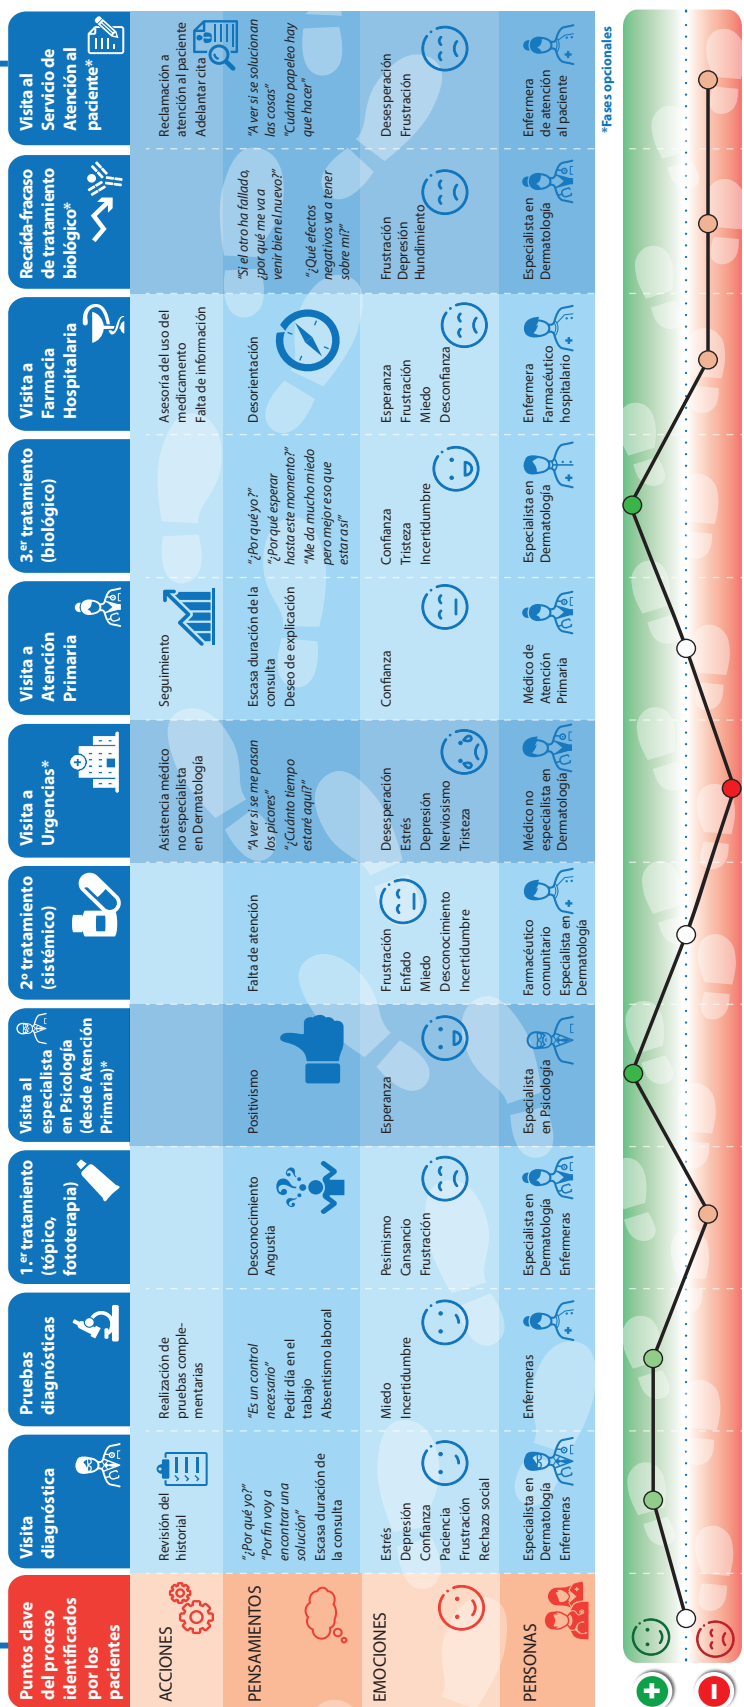 Puntos clave
del proceso
identificados
por los
pacientes
Visita
diagnóstica
Pruebas
diagnósticas
1.er tratamiento
(tópico,
fototerapia)
Visita al
especialista
en Psicología
(desde Atención
Primaria)*
2º tratamiento
(sistémico)
Visita a
Urgencias*
Visita a
Atención
Primaria
3.er tratamiento
(biológico)
Visita a
Farmacia
Hospitalaria
Recaída-fracaso
de tratamiento
biológico*
Visita al
Servicio de
Atención al
paciente*
ACCIONES
Revisión del
historial
Realización de
pruebas comple-
mentarias
Asistencia médico
no especialista
en Dermatología
Seguimiento
Asesoría del uso del
medicamento
Falta de información
Reclamación a
atención al paciente
Adelantar cita
PENSAMIENTOS
“¿Por qué yo?”
“Por fin voy a
encontrar una
solución”
Escasa duración de
la consulta
“Es un control
necesario”
Pedir día en el
trabajo
Absentismo laboral
Desconocimiento
Angustia
Positivismo
Falta de atención
“A ver si se me pasan
los picores”
“¿Cuánto tiempo
estaré aquí?”
Escasa duración de la
consulta
Deseo de explicación
“¿Por qué yo?”
“¿Por qué esperar
hasta este momento?”
“Me da mucho miedo
pero mejor eso que
estar así”
Desorientación
“Si el otro ha fallado,
¿por qué me va a
venir bien el nuevo?”
“¿Qué efectos
negativos va a tener
sobre mí?”
“A ver si se solucionan
las cosas”
“Cuánto papeleo hay
que hacer”
EMOCIONES
Estrés
Depresión
Confianza
Paciencia
Frustración
Rechazo social
Miedo
Incertidumbre
Pesimismo
Cansancio
Frustración
Esperanza
Frustración
Enfado
Miedo
Desconocimiento
Incertidumbre
Desesperación
Estrés
Depresión
Nerviosismo
Tristeza
Confianza
Confianza
Tristeza
Incertidumbre
Esperanza
Frustración
Miedo
Desconfianza
Frustración
Depresión
Hundimiento
Desesperación
Frustración
PERSONAS
Especialista en
Dermatología
Enfermeras
Enfermeras
Especialista en
Dermatología
Enfermeras
Especialista
en Psicología
Farmacéutico
comunitario
Especialista en
Dermatología
Médico no
especialista en
Dermatología
Médico de
Atención
Primaria
Especialista en
Dermatología
Enfermera
Farmacéutico
hospitalario
Especialista en
Dermatología
Enfermera
de atención
al paciente
*Fases opcionales